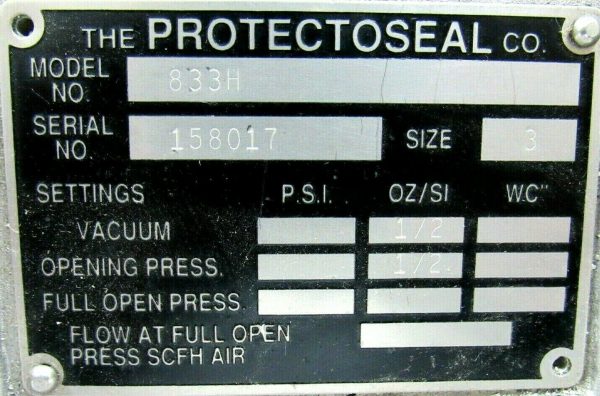 THE PROTECTOSEAL CO.
MODEL NO. 833H
SERIAL NO. 158017 SIZE 3
SETTINGS P.S.I. OZ/SI W.C"
VACUUM 1/2
OPENING PRESS. 1/2
FULL OPEN PRESS.
FLOW AT FULL OPEN
PRESS SCFH AIR